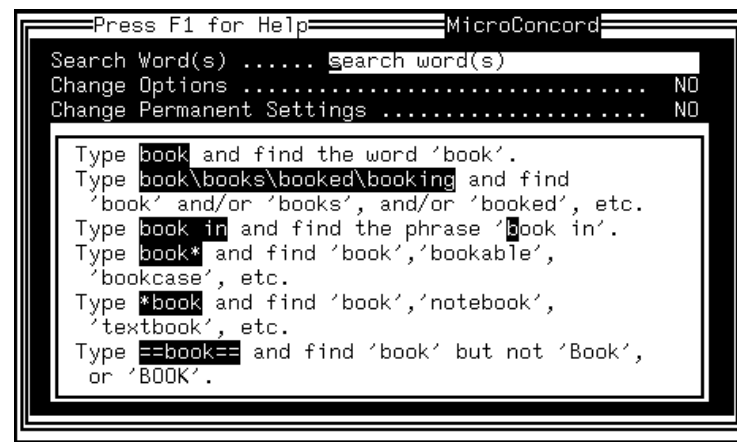 Press F1 for Help MicroConcord
Search Word(s) ...... search word(s)
Change Options ............................... NO
Change Permanent Settings .................... NO
Type book and find the word ′book′.
Type book\books\booked\booking and find
′book′ and/or ′books′, and/or ′booked′, etc.
Type book in and find the phrase ′book in′.
Type book* and find ′book′,′bookable′,
′bookcase′, etc.
Type *book and find ′book′,′notebook′,
′textbook′, etc.
Type ==book== and find ′book′ but not ′Book′,
or ′BOOK′.